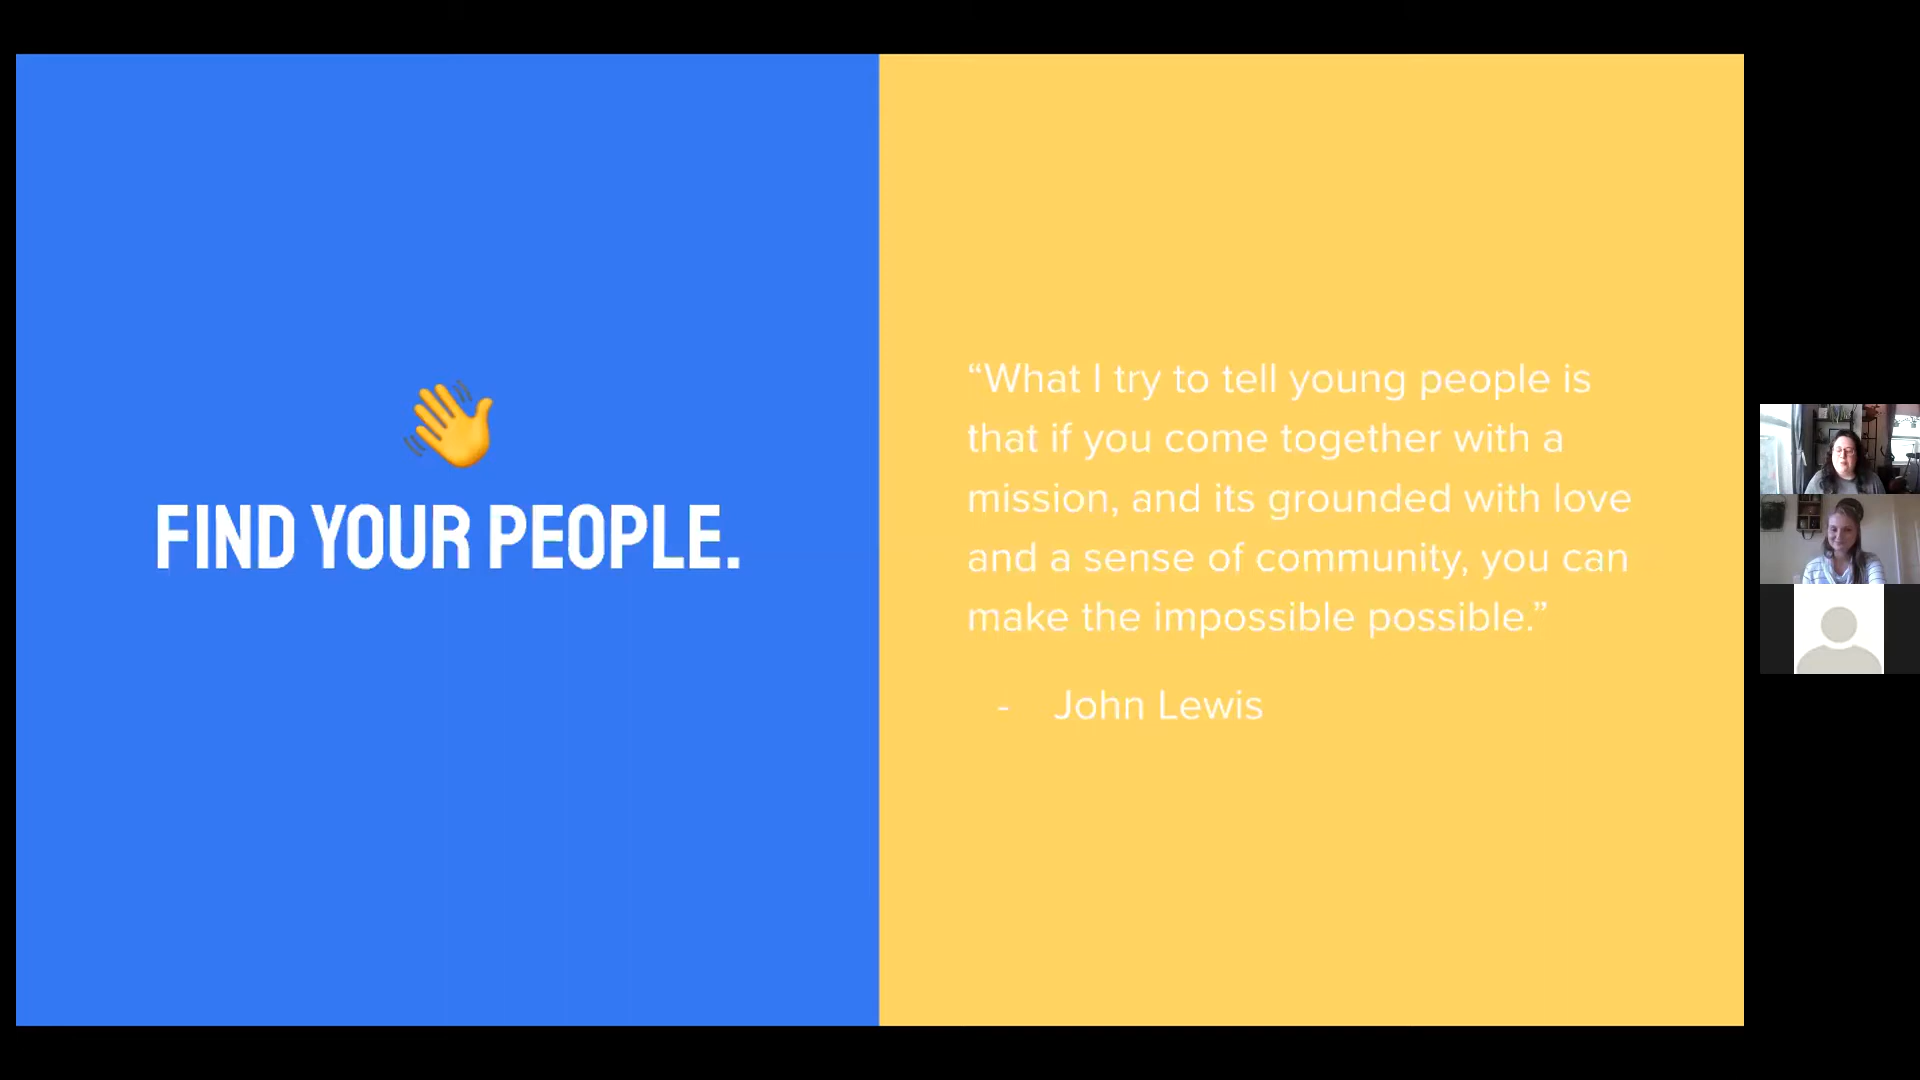 FIND YOUR PEOPLE.
“What I try to tell young people is
that if you come together with a
mission, and its grounded with love
and a sense of community, you can
make the impossible possible.”
- John Lewis